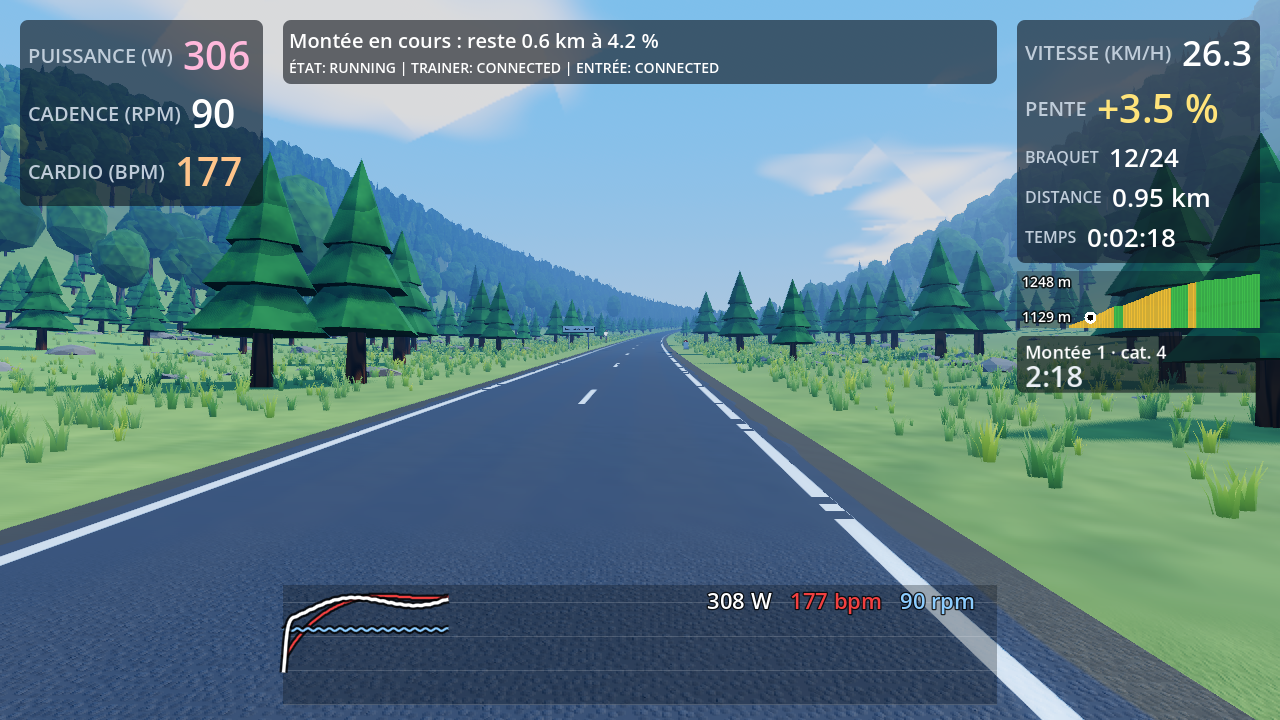 PUISSANCE (W) 306
CADENCE (RPM) 90
CARDIO (BPM) 177
Montée en cours : reste 0.6 km à 4.2 %
ÉTAT: RUNNING | TRAINER: CONNECTED | ENTRÉE: CONNECTED
VITESSE (KM/H) 26.3
PENTE +3.5 %
BRAQUET 12/24
DISTANCE 0.95 km
TEMPS 0:02:18
1248 m
1129 m
Montée 1 · cat. 4
2:18
308 W 177 bpm 90 rpm